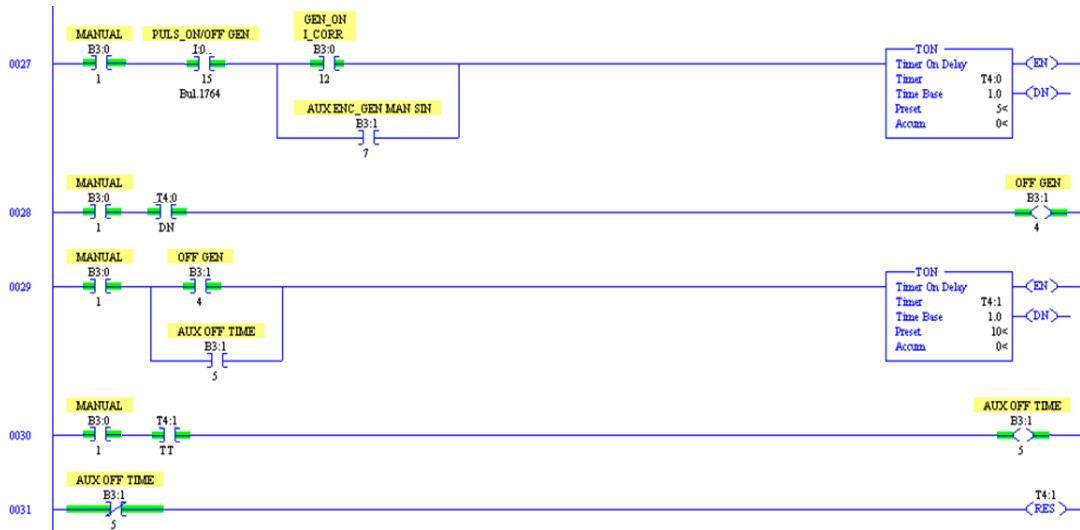 GEN_ON
MANUAL PULS_ON/OFF GEN I_CORR
B3:0 I:0.. B3:0
0027
1 15 12
Bul.1764
AUX ENC_GEN MAN SIN
B3:1
7
TON
Timer On Delay
Timer T4:0
Time Base 1.0
Preset 5<
Accum 0<
EN
DN
MANUAL OFF GEN
B3:0 T4:0 B3:1
0028
1 DN 4
MANUAL OFF GEN
B3:0 B3:1
0029
1 4
AUX OFF TIME
B3:1
5
TON
Timer On Delay
Timer T4:1
Time Base 1.0
Preset 10<
Accum 0<
EN
DN
MANUAL AUX OFF TIME
B3:0 T4:1 B3:1
0030
1 TT 5
AUX OFF TIME
B3:1 T4:1
0031 RES
5